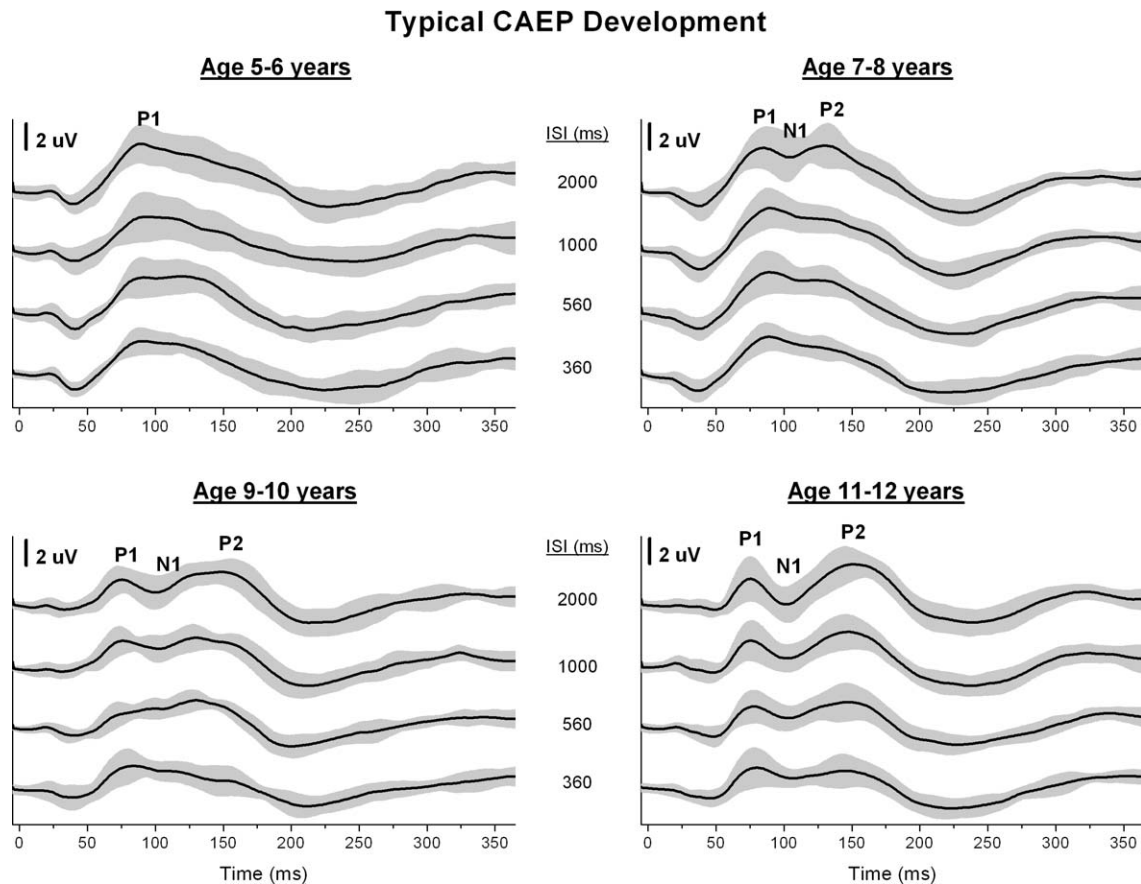 Typical CAEP Development
Age 5-6 years
P1
2 uV
0 50 100 150 200 250 300 350
ISI (ms)
2000
1000
560
360
Age 7-8 years
P1 N1 P2
2 uV
0 50 100 150 200 250 300 350
Age 9-10 years
P1 N1 P2
2 uV
0 50 100 150 200 250 300 350
Time (ms)
ISI (ms)
2000
1000
560
360
Age 11-12 years
P1 N1 P2
2 uV
0 50 100 150 200 250 300 350
Time (ms)